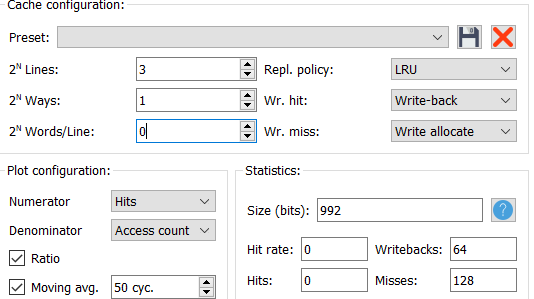 Cache configuration:
Preset:
2^N Lines: 3 Repl. policy: LRU
2^N Ways: 1 Wr. hit: Write-back
2^N Words/Line: 0 Wr. miss: Write allocate
Plot configuration: Statistics:
Numerator Hits Size (bits): 992 ?
Denominator Access count
Ratio Hit rate: 0 Writebacks: 64
Moving avg. 50 cyc. Hits: 0 Misses: 128